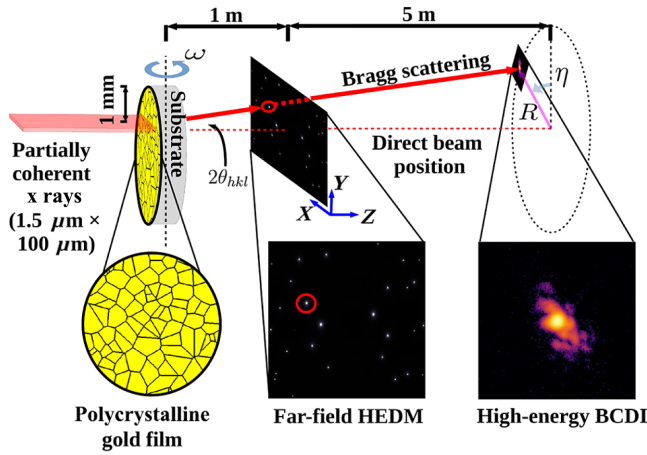 1 m
5 m
ω
1 mm
Substrate
Bragg scattering
η
R
Partially
coherent
x rays
(1.5 μm ×
100 μm)
2θhkl
Direct beam
position
Y
X
Z
Polycrystalline
gold film
Far-field HEDM
High-energy BCDI